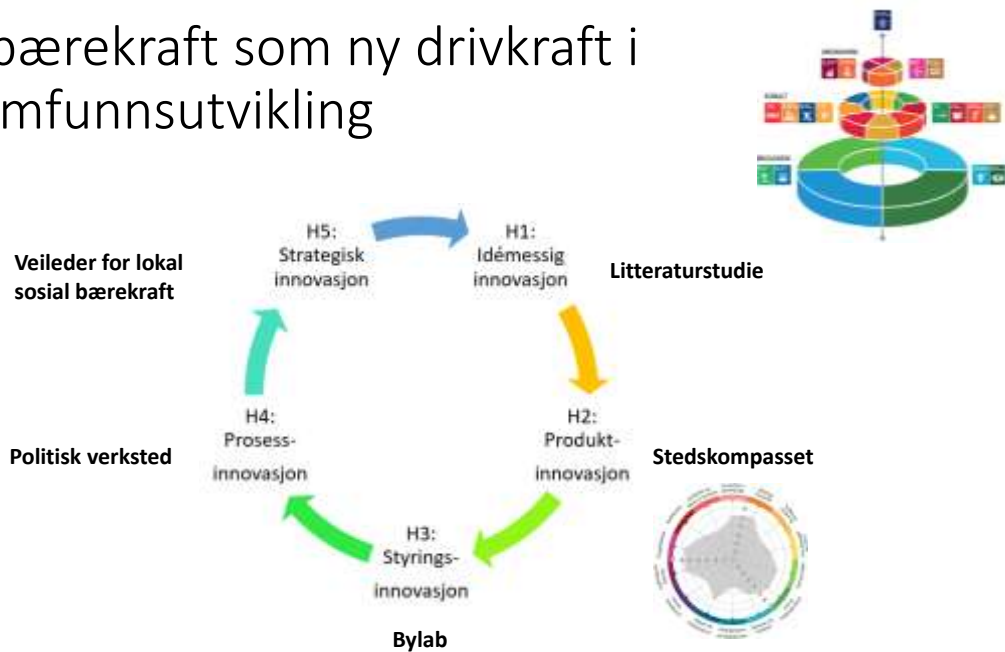 bærekraft som ny drivkraft i
mfunnsutvikling
H5:
Strategisk
innovasjon
H1:
Idémessig
innovasjon
Veileder for lokal
sosial bærekraft
Litteraturstudie
H4:
Prosess-
innovasjon
H2:
Produkt-
innovasjon
Politisk verksted
Stedskompasset
H3:
Styrings-
innovasjon
Bylab